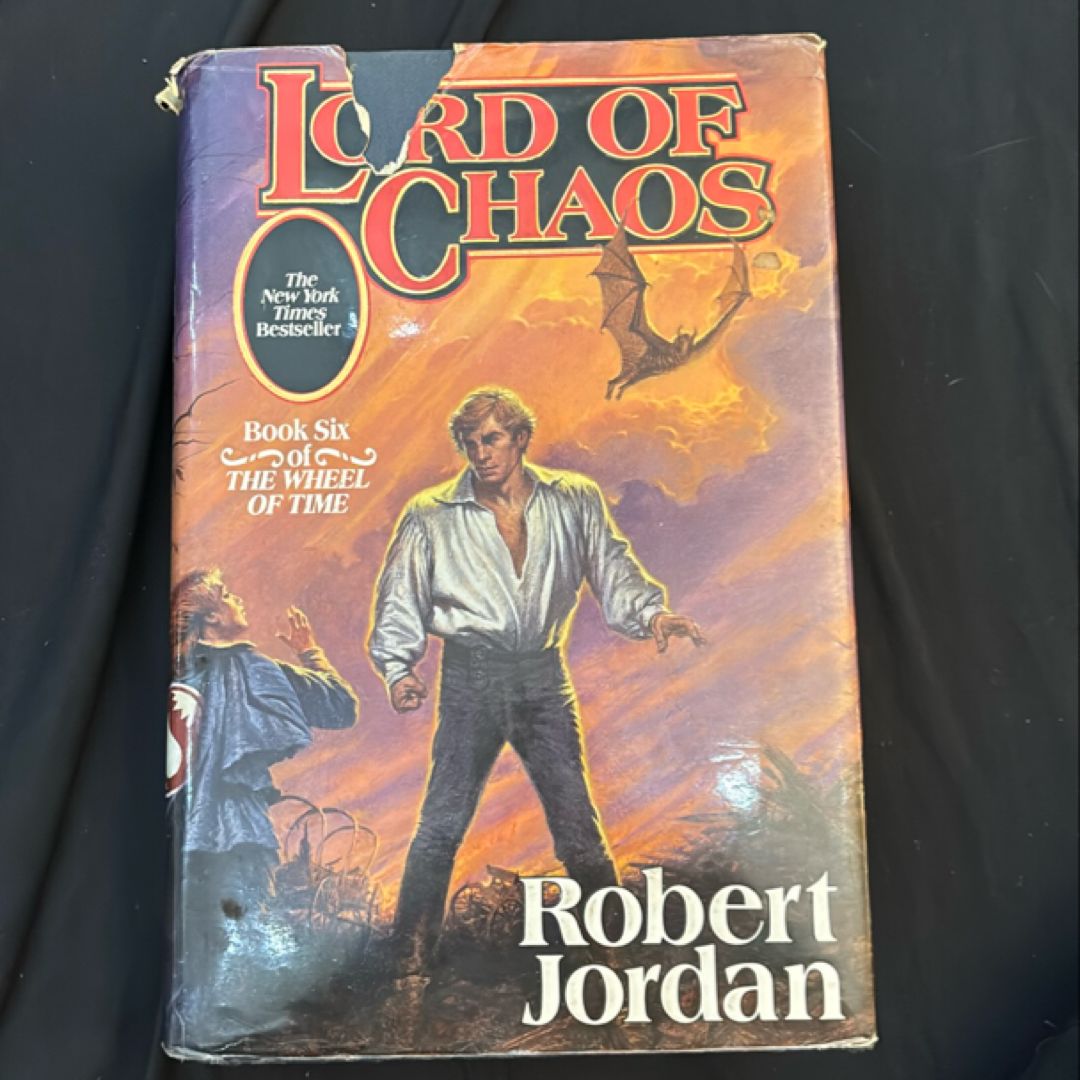 LORD OF
CHAOS
The
New York
Times
Bestseller
Book Six
of
THE WHEEL
OF TIME
Robert
Jordan